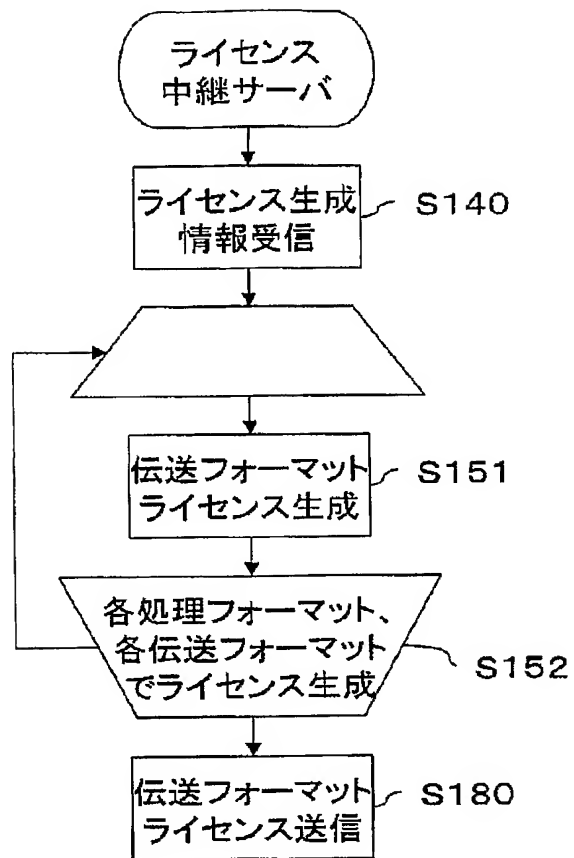 ライセンス
中継サーバ
ライセンス生成
情報受信
S140
伝送フォーマット
ライセンス生成
S151
各処理フォーマット、
各伝送フォーマット
でライセンス生成
S152
伝送フォーマット
ライセンス送信
S180